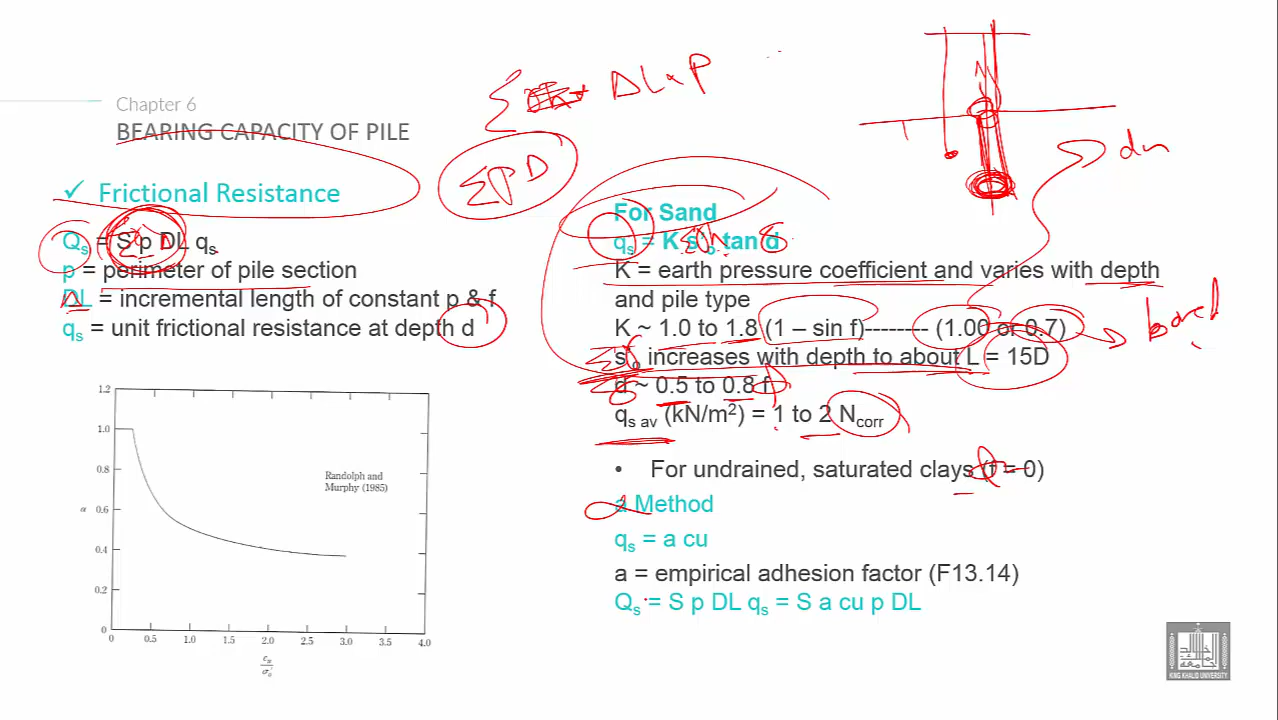 Chapter 6
BEARING CAPACITY OF PILE
Σ ΔL × P
ΣPD
✓ Frictional Resistance
Qs = S p DL qs
p = perimeter of pile section
DL = incremental length of constant p & f
qs = unit frictional resistance at depth d
1.2
1.0
0.8
α 0.6
0.4
0.2
0
0 0.5 1.0 1.5 2.0 2.5 3.0 3.5 4.0
cu
σ'o
Randolph and
Murphy (1985)
For Sand
qs = K s'o tan d
δ
K = earth pressure coefficient and varies with depth
and pile type
K ~ 1.0 to 1.8 (1 – sin f)-------- (1.00 or 0.7)
s'o increases with depth to about L = 15D
d ~ 0.5 to 0.8 f
qs av (kN/m2) = 1 to 2 Ncorr
• For undrained, saturated clays (f = 0)
a Method
qs = a cu
a = empirical adhesion factor (F13.14)
Qs = S p DL qs = S a cu p DL
KING KHALID UNIVERSITY